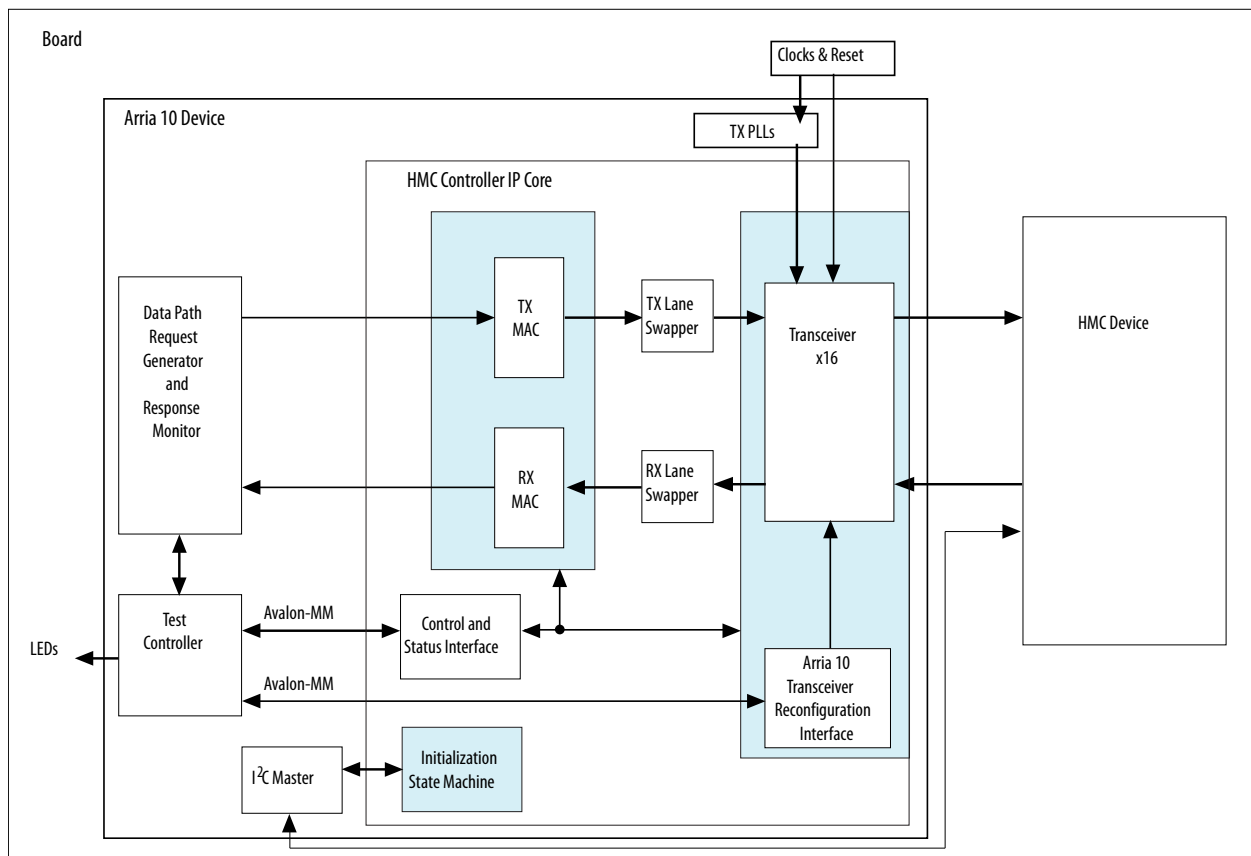 Board
Clocks & Reset
Arria 10 Device
TX PLLs
HMC Controller IP Core
Data Path
Request
Generator
and
Response
Monitor
TX
MAC
TX Lane
Swapper
Transceiver
x16
HMC Device
RX
MAC
RX Lane
Swapper
Test
Controller
Avalon-MM
Control and
Status Interface
LEDs
Avalon-MM
Arria 10
Transceiver
Reconfiguration
Interface
I²C Master
Initialization
State Machine